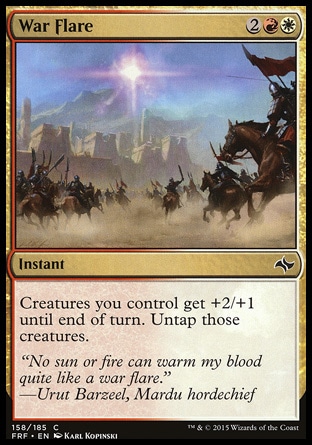 War Flare 2
Instant
Creatures you control get +2/+1
until end of turn. Untap those
creatures.
“No sun or fire can warm my blood
quite like a war flare.”
—Urut Barzeel, Mardu hordechief
158/185 C
FRF • EN Karl Kopinski ™ & © 2015 Wizards of the Coast